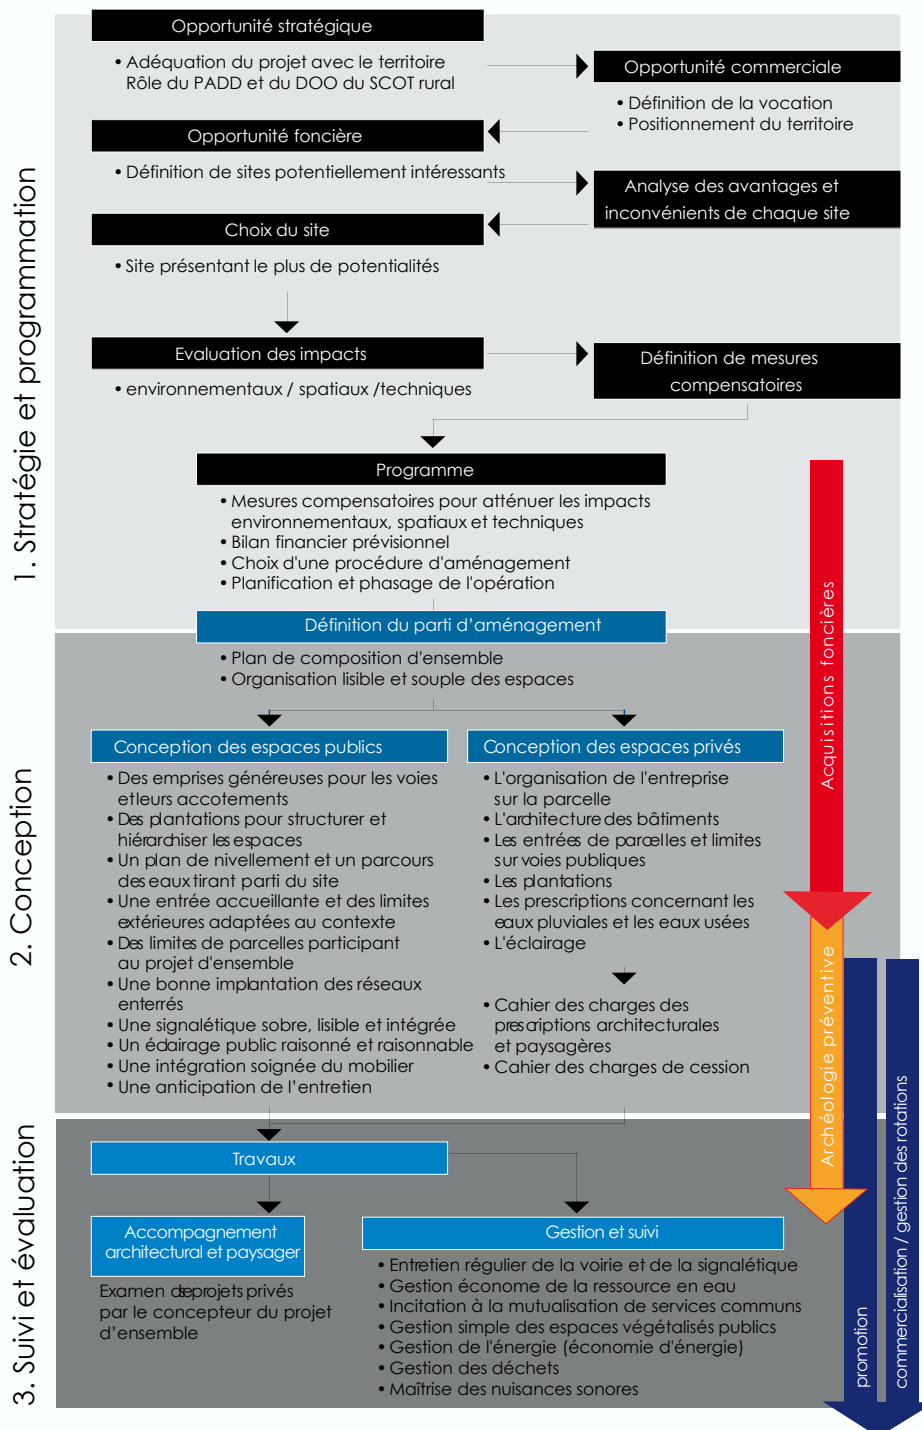 1. Stratégie et programmation
Opportunité stratégique
• Adéquation du projet avec le territoire
Rôle du PADD et du DOO du SCOT rural
Opportunité commerciale
• Définition de la vocation
• Positionnement du territoire
Opportunité foncière
• Définition de sites potentiellement intéressants
Analyse des avantages et
inconvénients de chaque site
Choix du site
• Site présentant le plus de potentialités
Evaluation des impacts
• environnementaux / spatiaux /techniques
Définition de mesures
compensatoires
Programme
• Mesures compensatoires pour atténuer les impacts
environnementaux, spatiaux et techniques
• Bilan financier prévisionnel
• Choix d'une procédure d'aménagement
• Planification et phasage de l'opération
Définition du parti d’aménagement
• Plan de composition d'ensemble
• Organisation lisible et souple des espaces
2. Conception
Conception des espaces publics
• Des emprises généreuses pour les voies
et leurs accotements
• Des plantations pour structurer et
hiérarchiser les espaces
• Un plan de nivellement et un parcours
des eaux tirant parti du site
• Une entrée accueillante et des limites
extérieures adaptées au contexte
• Des limites de parcelles participant
au projet d'ensemble
• Une bonne implantation des réseaux
enterrés
• Une signalétique sobre, lisible et intégrée
• Un éclairage public raisonné et raisonnable
• Une intégration soignée du mobilier
• Une anticipation de l’entretien
Conception des espaces privés
• L'organisation de l'entreprise
sur la parcelle
• L'architecture des bâtiments
• Les entrées de parcelles et limites
sur voies publiques
• Les plantations
• Les prescriptions concernant les
eaux pluviales et les eaux usées
• L'éclairage
• Cahier des charges des
prescriptions architecturales
et paysagères
• Cahier des charges de cession
3. Suivi et évaluation
Travaux
Accompagnement
architectural et paysager
Examen de projets privés
par le concepteur du projet
d’ensemble
Gestion et suivi
• Entretien régulier de la voirie et de la signalétique
• Gestion économe de la ressource en eau
• Incitation à la mutualisation de services communs
• Gestion simple des espaces végétalisés publics
• Gestion de l'énergie (économie d'énergie)
• Gestion des déchets
• Maîtrise des nuisances sonores
Acquisitions foncières
Archéologie préventive
promotion
commercialisation / gestion des rotations